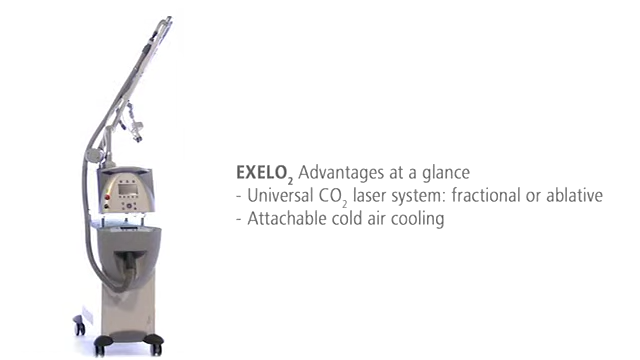 EXELO₂ Advantages at a glance
- Universal CO₂ laser system: fractional or ablative
- Attachable cold air cooling